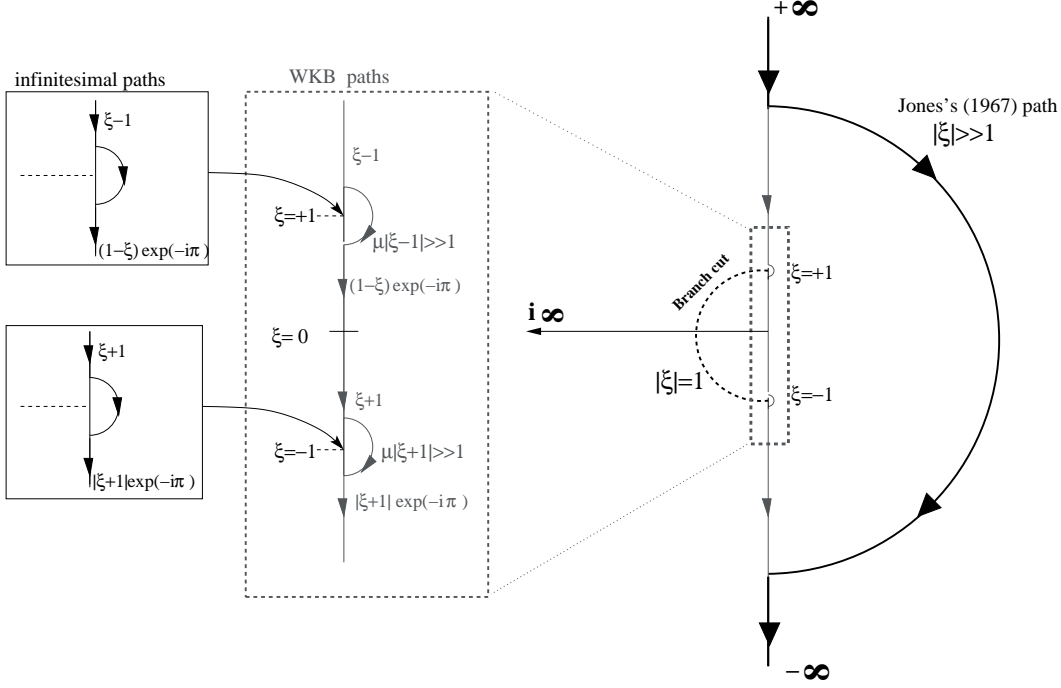 infinitesimal paths
ξ−1
(1−ξ) exp(−iπ )
ξ+1
|ξ+1|exp(−iπ )
WKB paths
ξ−1
ξ=+1
μ|ξ−1|>>1
(1−ξ) exp(−iπ )
ξ= 0
ξ+1
ξ=−1
μ|ξ+1|>>1
|ξ+1| exp(−i π )
+∞
Jones's (1967) path
|ξ|>>1
Branch cut
ξ=+1
i ∞
|ξ|=1
ξ=−1
−∞